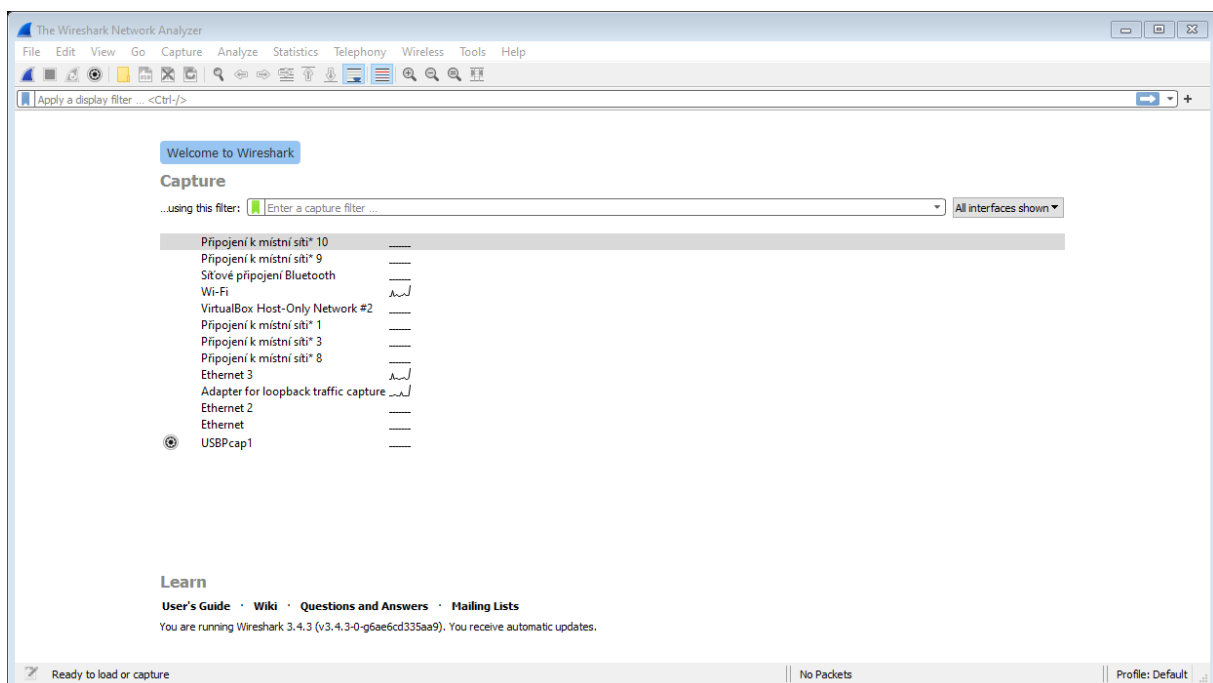 The Wireshark Network Analyzer
File Edit View Go Capture Analyze Statistics Telephony Wireless Tools Help
Apply a display filter ... <Ctrl-/>
+
Welcome to Wireshark
Capture
...using this filter: Enter a capture filter ... All interfaces shown
Připojení k místní síti* 10
Připojení k místní síti* 9
Síťové připojení Bluetooth
Wi-Fi
VirtualBox Host-Only Network #2
Připojení k místní síti* 1
Připojení k místní síti* 3
Připojení k místní síti* 8
Ethernet 3
Adapter for loopback traffic capture
Ethernet 2
Ethernet
USBPcap1
Learn
User's Guide · Wiki · Questions and Answers · Mailing Lists
You are running Wireshark 3.4.3 (v3.4.3-0-g6ae6cd335aa9). You receive automatic updates.
Ready to load or capture No Packets Profile: Default